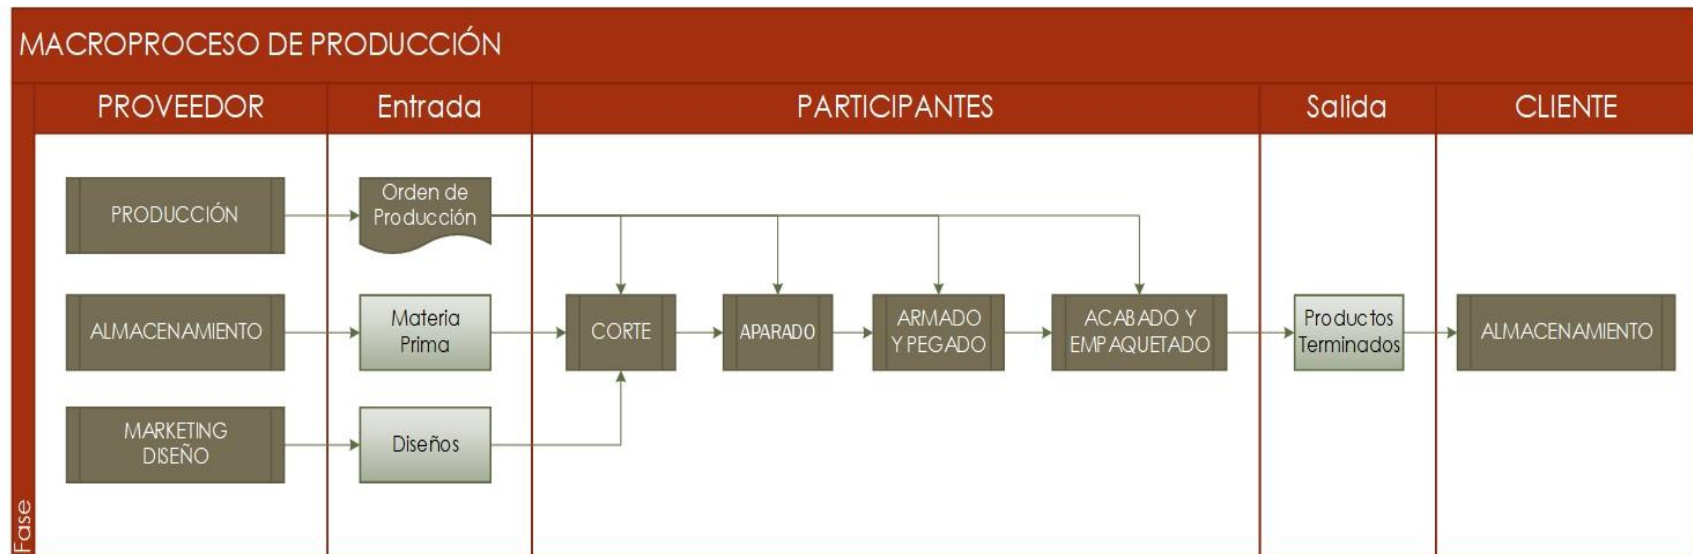 MACROPROCESO DE PRODUCCIÓN
PROVEEDOR
Entrada
PARTICIPANTES
Salida
CLIENTE
PRODUCCIÓN
Orden de
Producción
ALMACENAMIENTO
Materia
Prima
CORTE
APARADO
ARMADO
Y PEGADO
ACABADO Y
EMPAQUETADO
Productos
Terminados
ALMACENAMIENTO
MARKETING
DISEÑO
Diseños
Fase